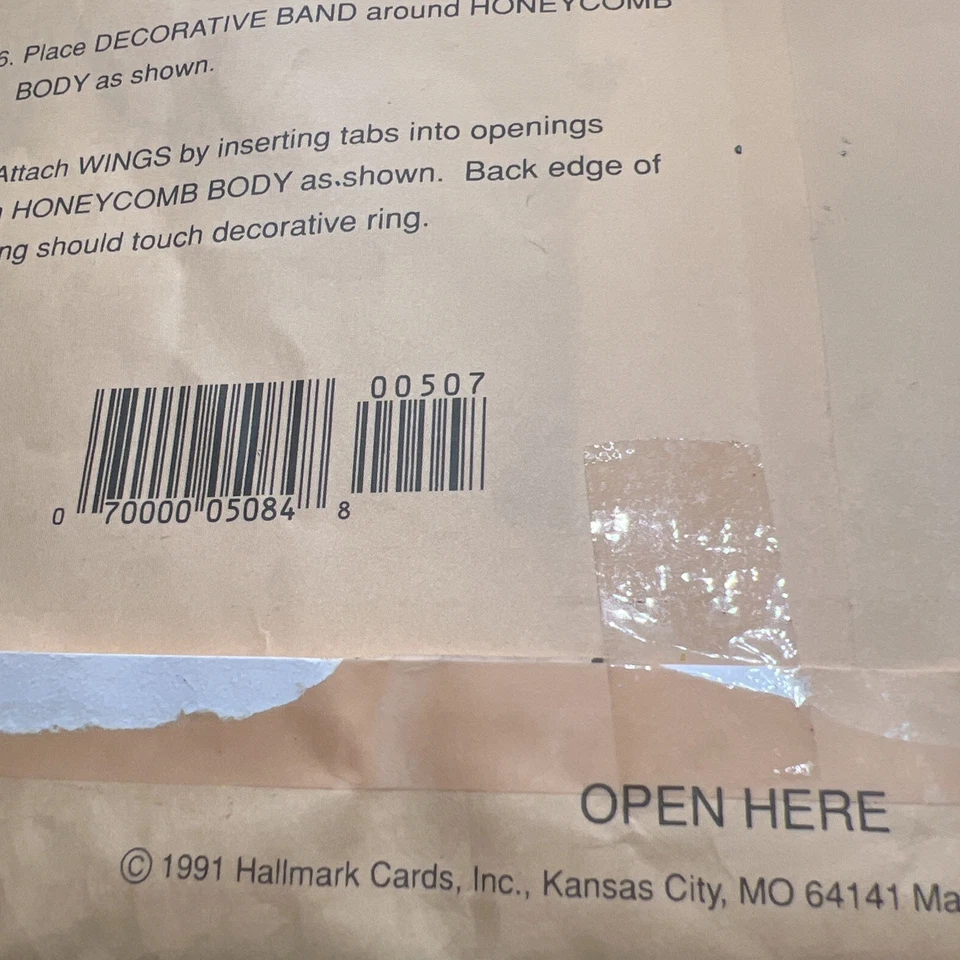 6. Place DECORATIVE BAND around HONEYCOMB
BODY as shown.
Attach WINGS by inserting tabs into openings
HONEYCOMB BODY as shown. Back edge of
ng should touch decorative ring.
00507
0 70000 05084 8
OPEN HERE
© 1991 Hallmark Cards, Inc., Kansas City, MO 64141 Ma